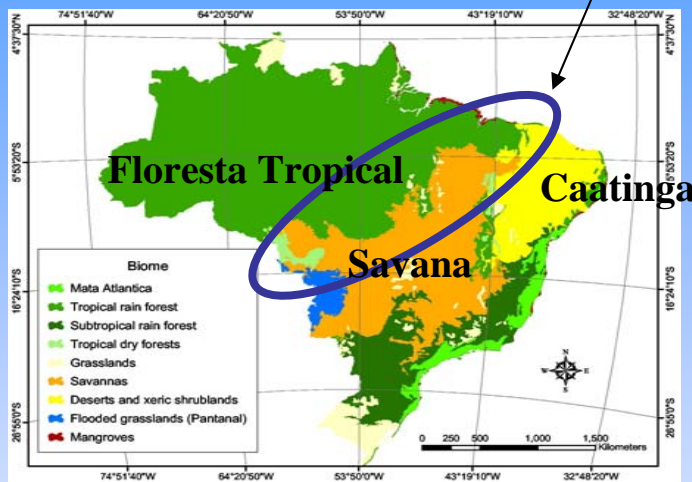 74°51'40"W 64°20'50"W 53°50'00"W 43°19'10"W 32°48'20"W
4°37'30"N
4°37'30"N
5°53'20"S
5°53'20"S
16°24'10"S
16°24'10"S
26°55'0"S
26°55'0"S
Floresta Tropical
Caatinga
Savana
Biome
Mata Atlantica
Tropical rain forest
Subtropical rain forest
Tropical dry forests
Grasslands
Savannas
Deserts and xeric shrublands
Flooded grasslands (Pantanal)
Mangroves
N
W E
S
0 250 500 1,000 1,500
Kilometers
74°51'40"W 64°20'50"W 53°50'00"W 43°19'10"W 32°48'20"W